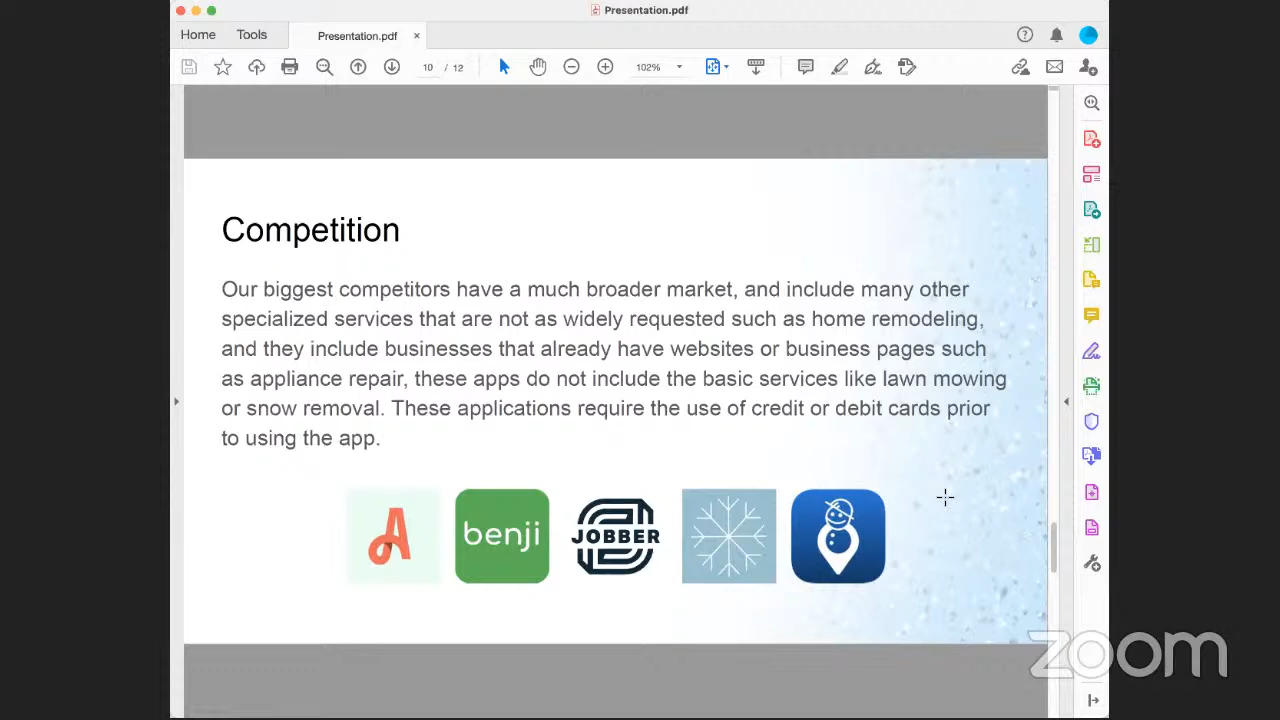 Presentation.pdf
Home Tools Presentation.pdf ×
10 / 12 102%
Competition
Our biggest competitors have a much broader market, and include many other
specialized services that are not as widely requested such as home remodeling,
and they include businesses that already have websites or business pages such
as appliance repair, these apps do not include the basic services like lawn mowing
or snow removal. These applications require the use of credit or debit cards prior
to using the app.
A benji JOBBER
zoom